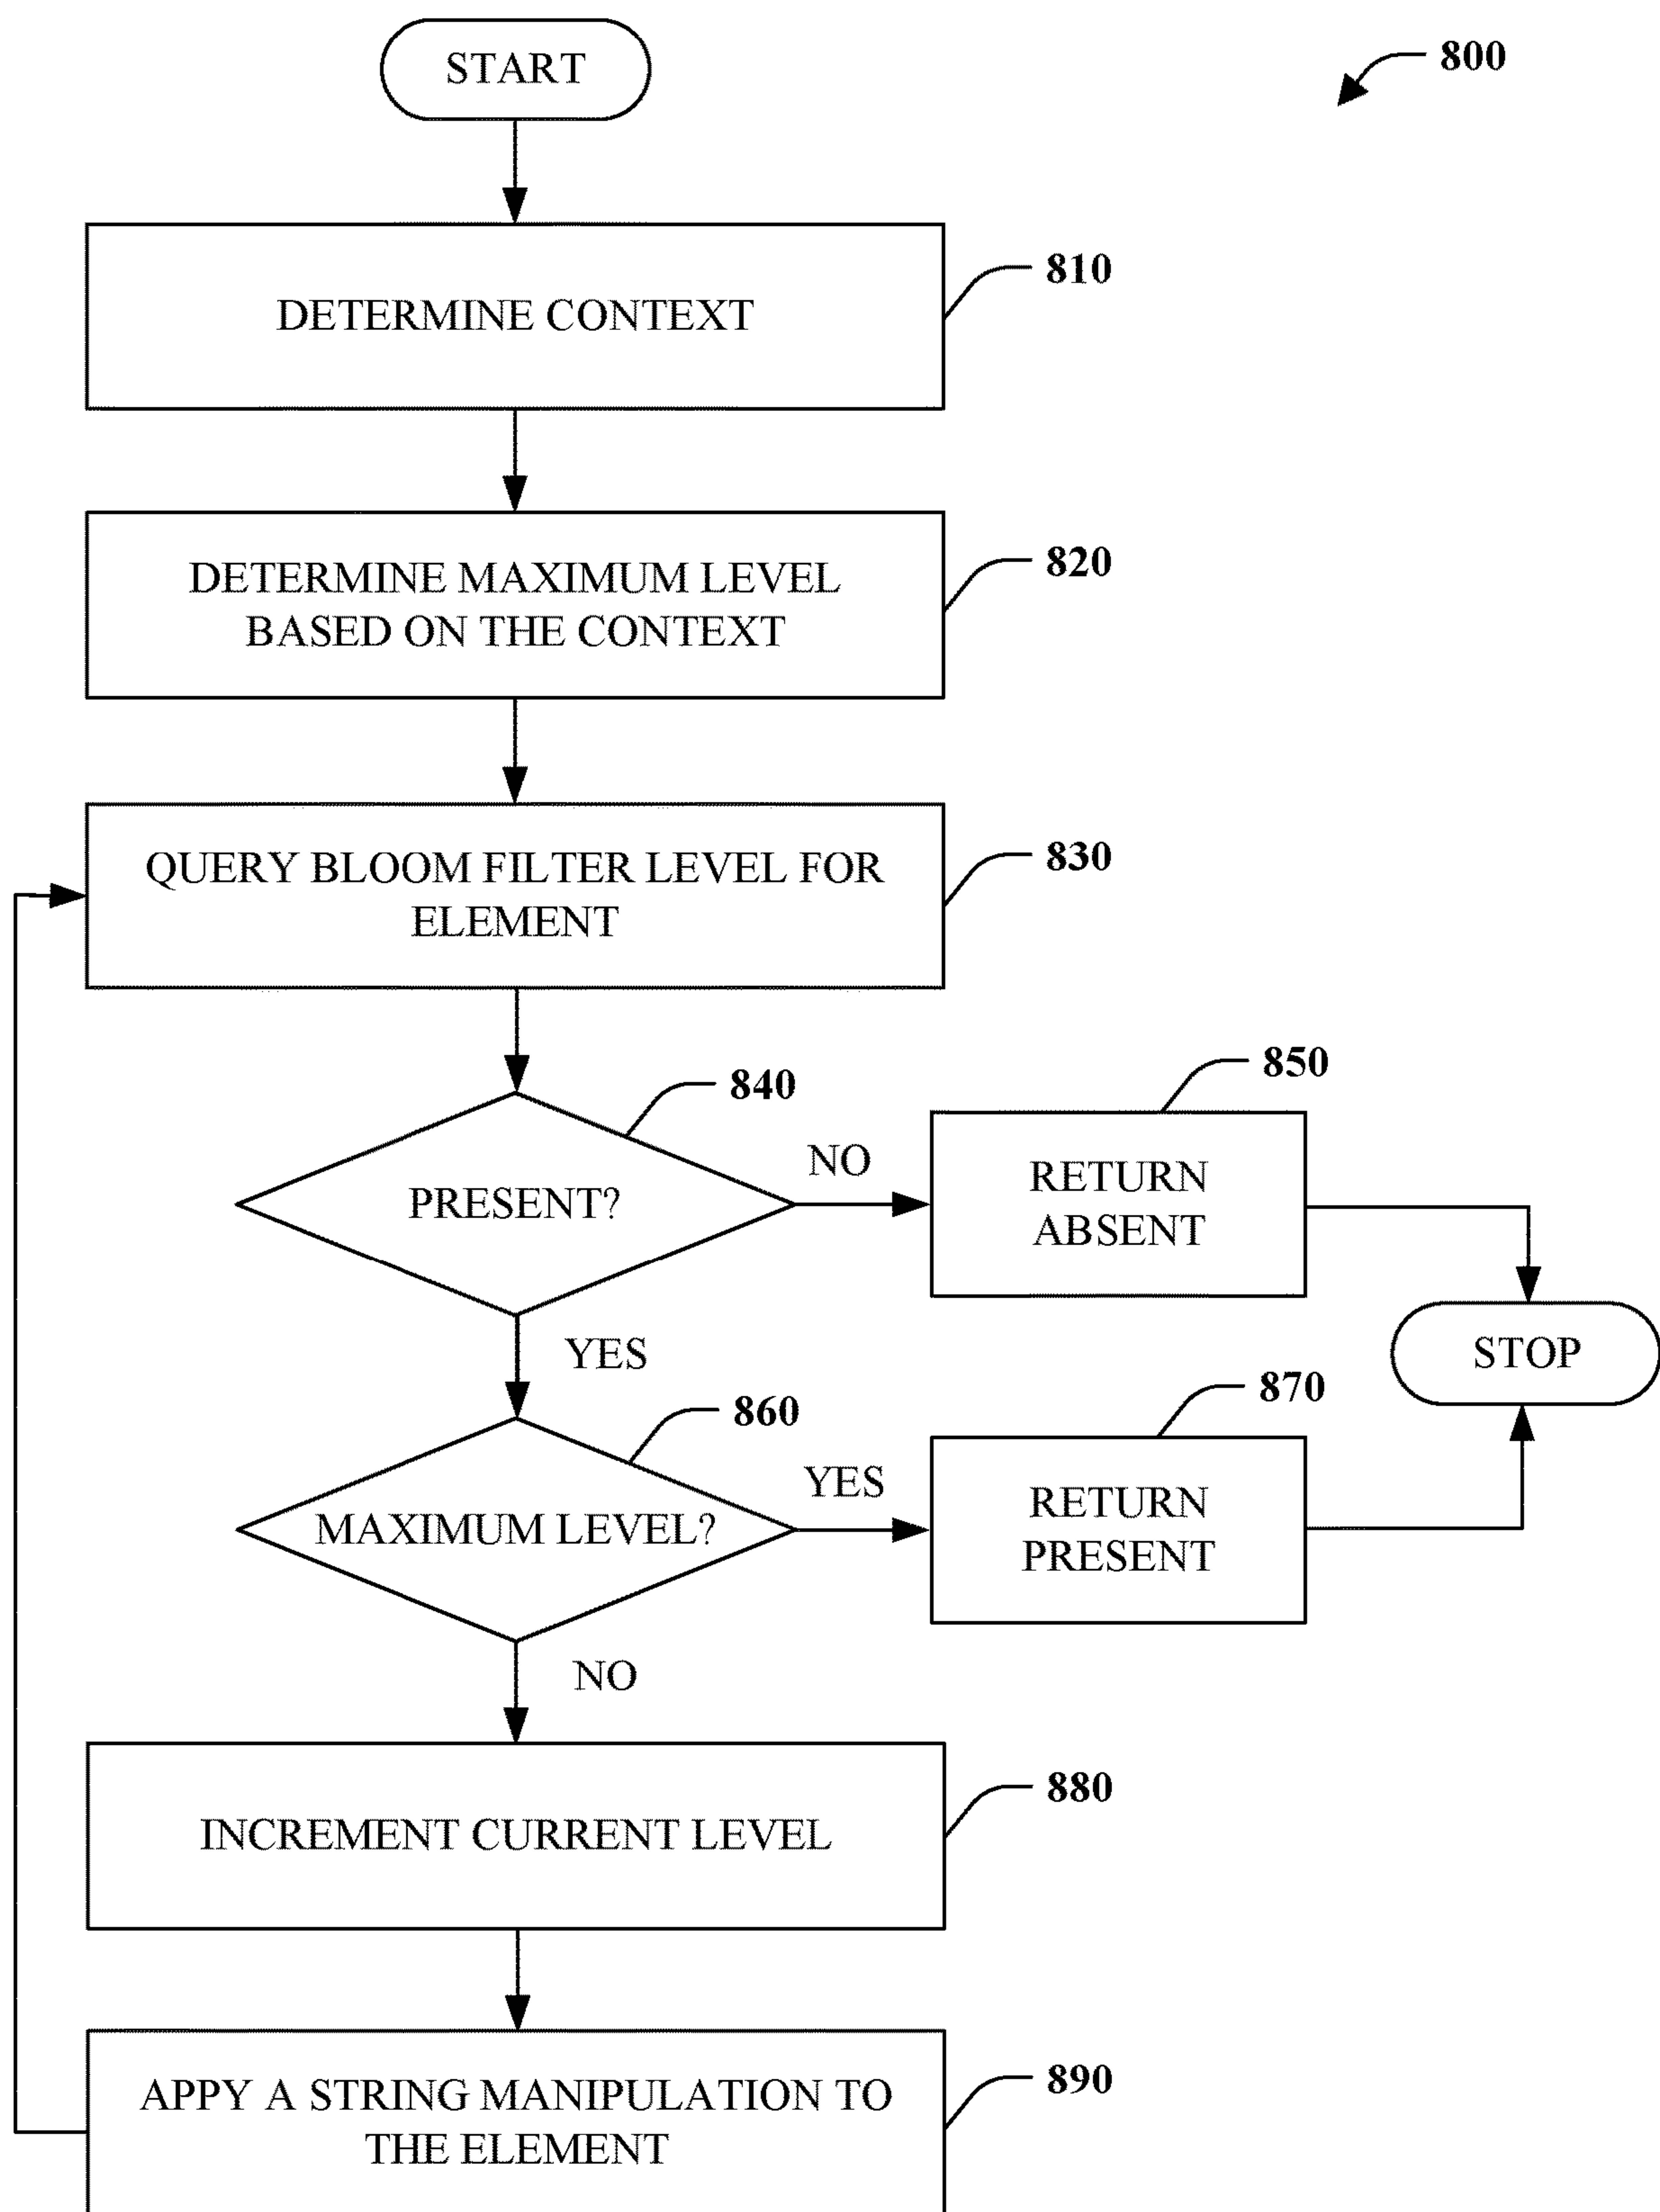 START
800
810
DETERMINE CONTEXT
820
DETERMINE MAXIMUM LEVEL
BASED ON THE CONTEXT
830
QUERY BLOOM FILTER LEVEL FOR
ELEMENT
840
PRESENT?
NO
850
RETURN
ABSENT
STOP
YES
860
MAXIMUM LEVEL?
YES
870
RETURN
PRESENT
NO
880
INCREMENT CURRENT LEVEL
890
APPY A STRING MANIPULATION TO
THE ELEMENT